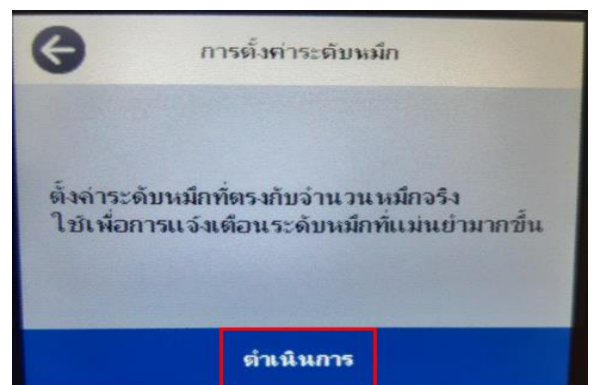 การตั้งค่าระดับหมึก
ตั้งค่าระดับหมึกที่ตรงกับจำนวนหมึกจริง
ใช้เพื่อการแจ้งเตือนระดับหมึกที่แม่นยำมากขึ้น
ดำเนินการ